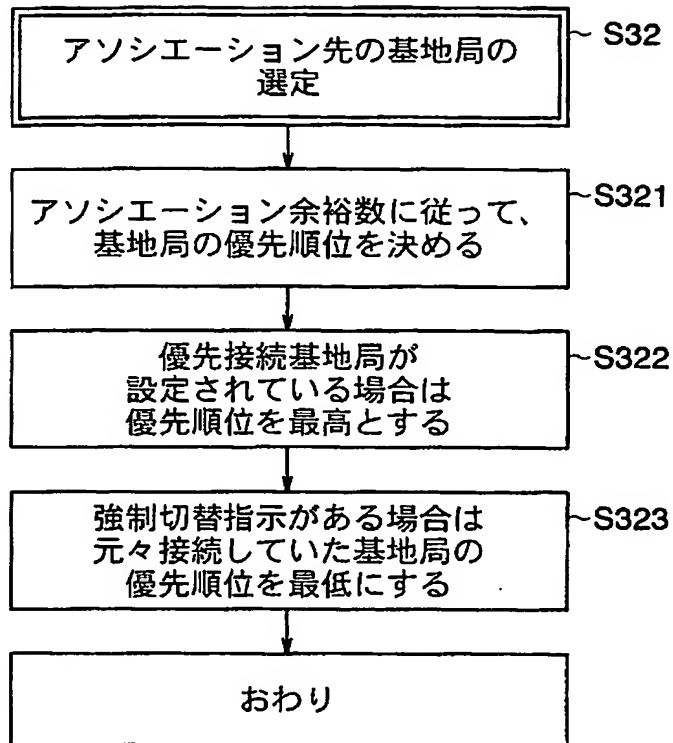 アソシエーション先の基地局の
選定
~ S32
アソシエーション余裕数に従って、
基地局の優先順位を決める
~S321
優先接続基地局が
設定されている場合は
優先順位を最高とする
~S322
強制切替指示がある場合は
元々接続していた基地局の
優先順位を最低にする
~S323
おわり